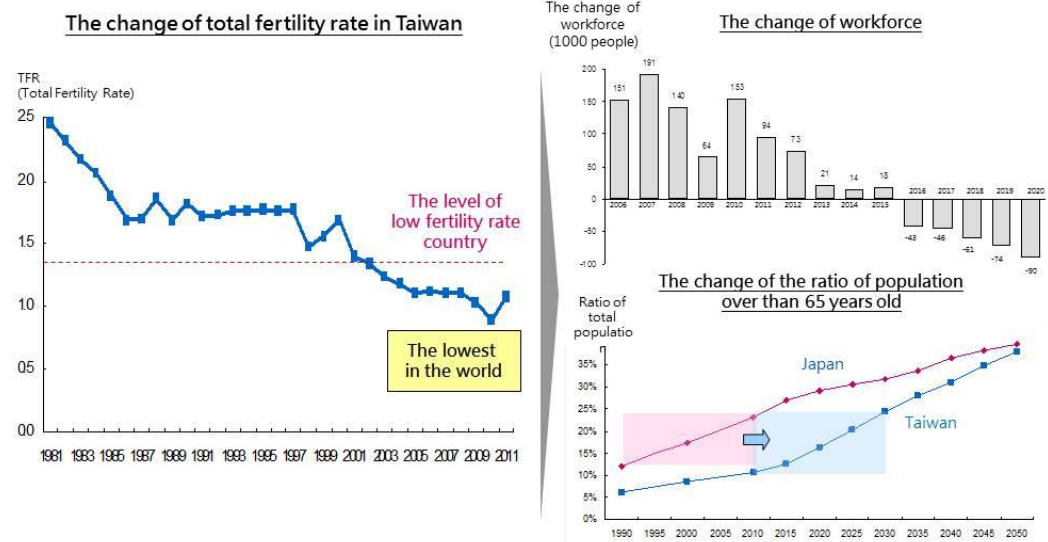 The change of total fertility rate in Taiwan
TFR
(Total Fertility Rate)
25
20
15
10
05
00
The level of
low fertility rate
country
The lowest
in the world
1981 1983 1985 1987 1989 1991 1993 1995 1997 1999 2001 2003 2005 2007 2009 2011
The change of
workforce
(1000 people)
The change of workforce
200
150
100
50
0
-50
-100
151
191
140
64
153
94
73
21
14
18
2006 2007 2008 2009 2010 2011 2012 2013 2014 2015
2016 2017 2018 2019 2020
-43
-46
-61
-74
-90
The change of the ratio of population
over than 65 years old
Ratio of
total
populatio
n
35%
30%
25%
20%
15%
10%
5%
0%
Japan
Taiwan
1990 1995 2000 2005 2010 2015 2020 2025 2030 2035 2040 2045 2050